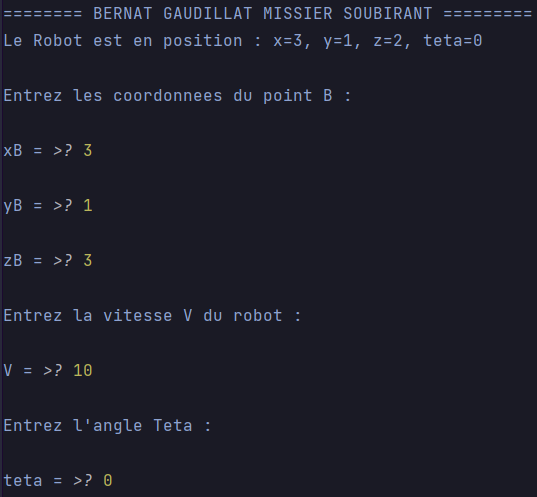 ======== BERNAT GAUDILLAT MISSIER SOUBIRANT =========
Le Robot est en position : x=3, y=1, z=2, teta=0
Entrez les coordonnees du point B :
xB = >? 3
yB = >? 1
zB = >? 3
Entrez la vitesse V du robot :
V = >? 10
Entrez l'angle Teta :
teta = >? 0